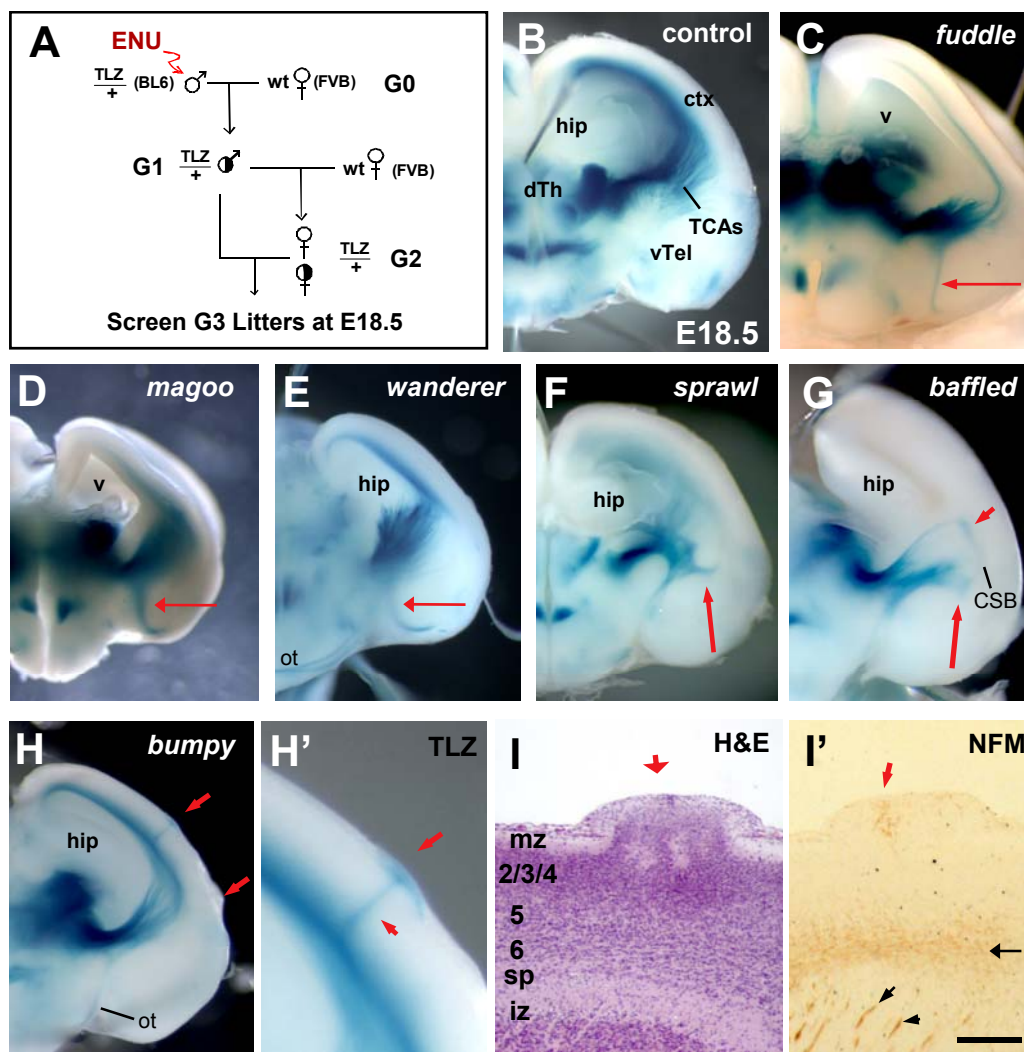 A
ENU
TLZ
+
(BL6) ♂ wt ♀ (FVB) G0
G1 TLZ
+
wt ♀ (FVB)
TLZ
+
G2
Screen G3 Litters at E18.5
B control
ctx
hip
dTh
TCAs
vTel
E18.5
C fuddle
v
D magoo
v
E wanderer
hip
ot
F sprawl
hip
G baffled
hip
CSB
H bumpy
hip
ot
H’ TLZ
I H&E
mz
2/3/4
5
6
sp
iz
I’ NFM